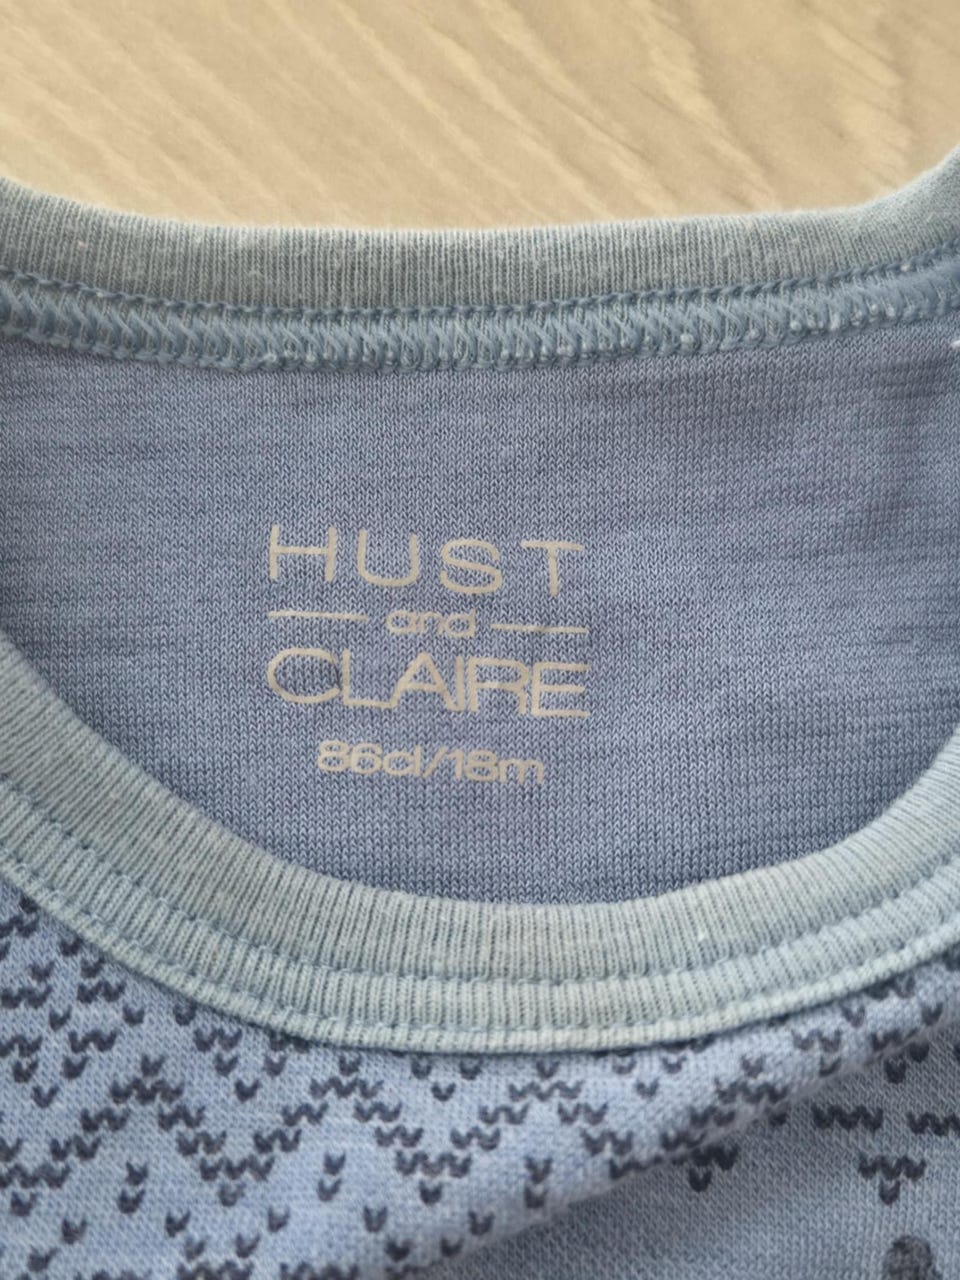 HUST
and
CLAIRE
86cl/18m